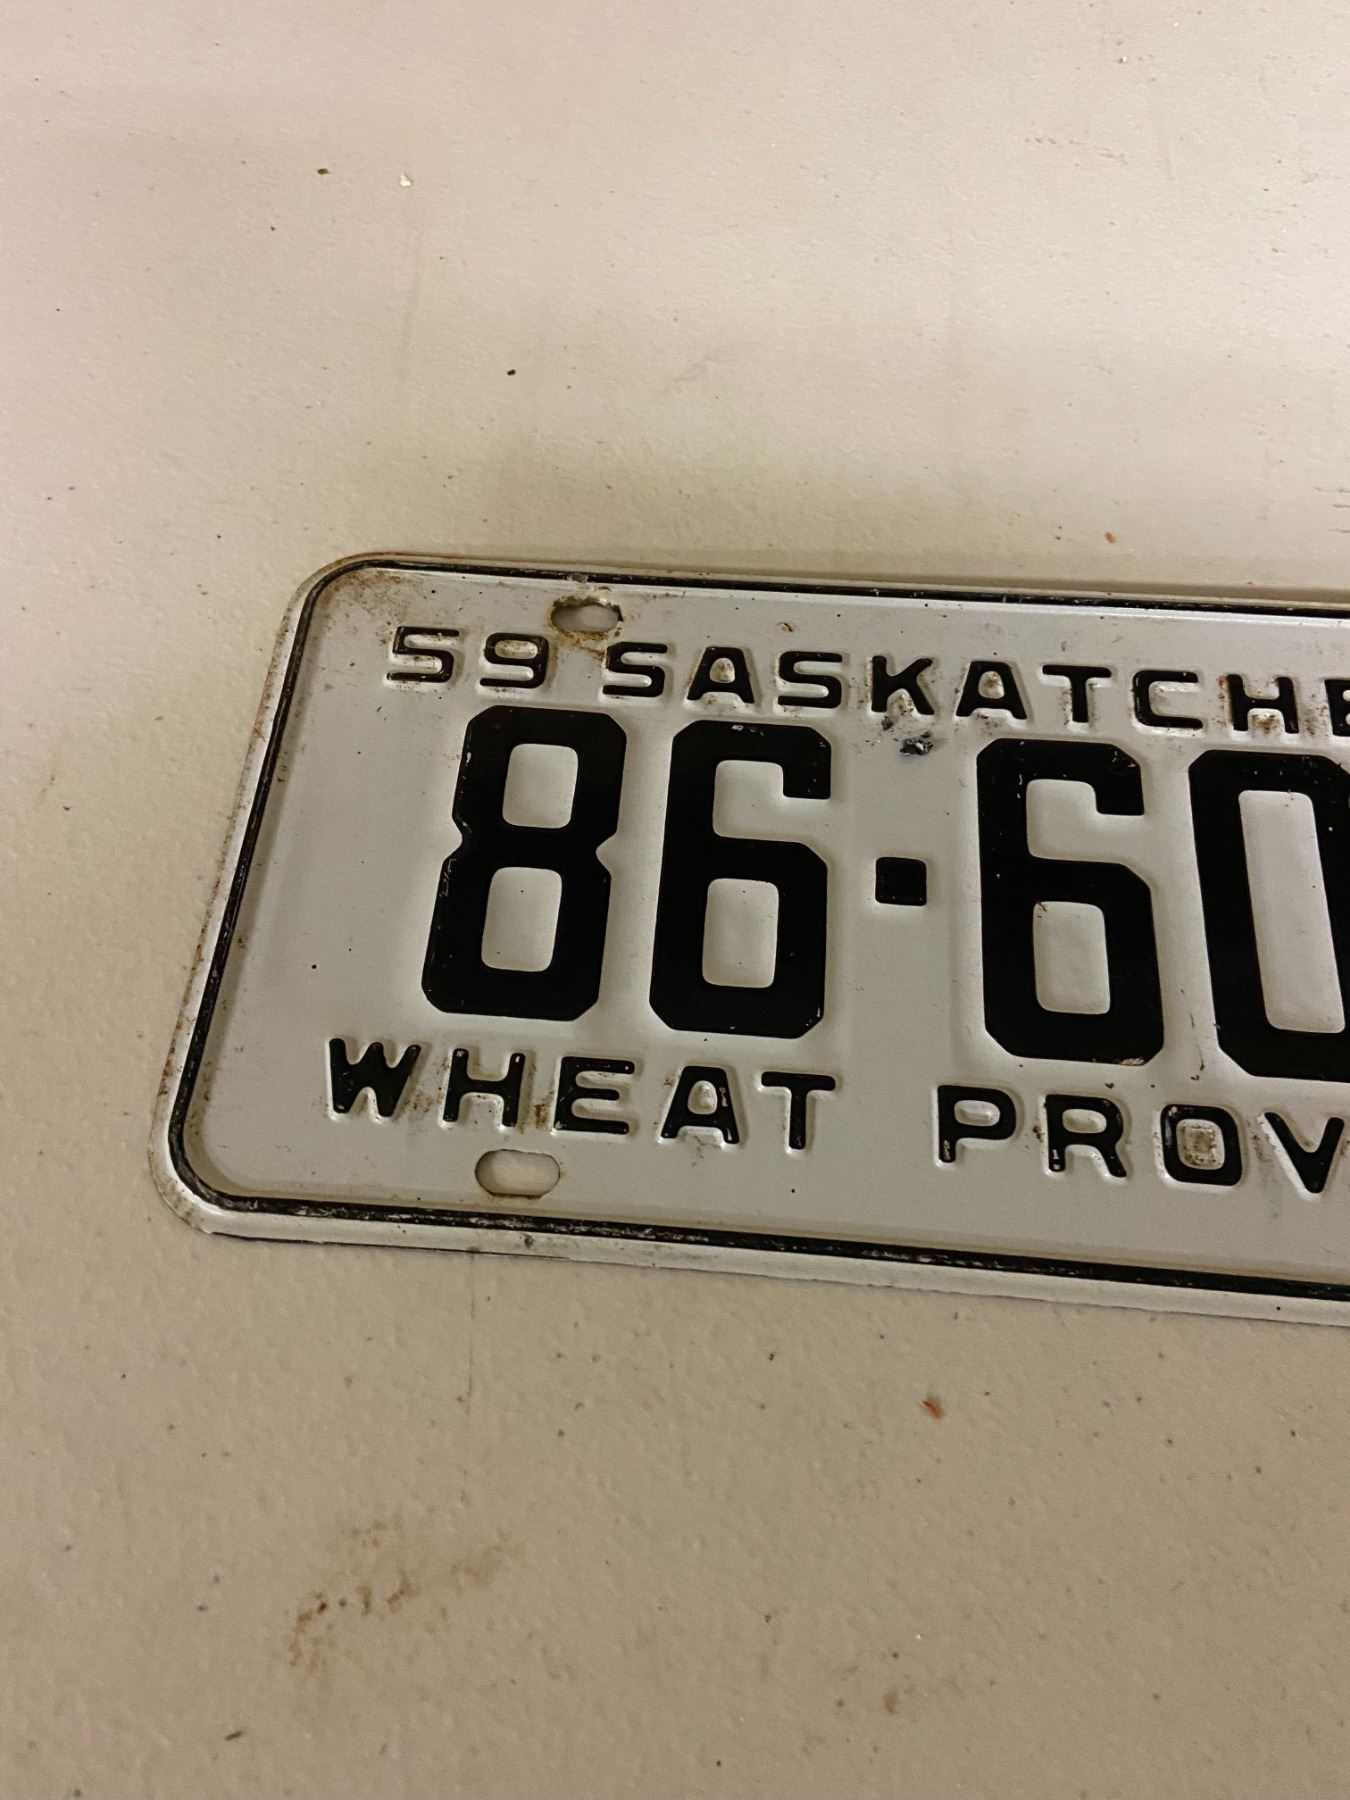 59 SASKATCHE
86·60
WHEAT PROV